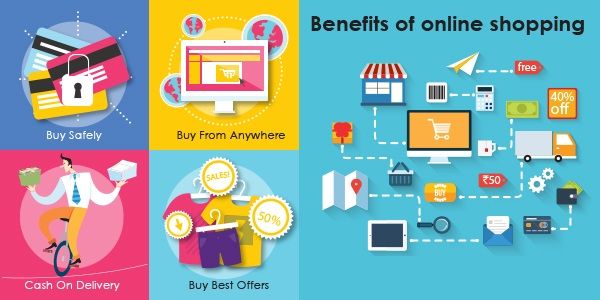 Benefits of online shopping
Buy Safely
Buy From Anywhere
Cash On Delivery
SALES!
50%
Buy Best Offers
free
40%
off
₹50
BUY